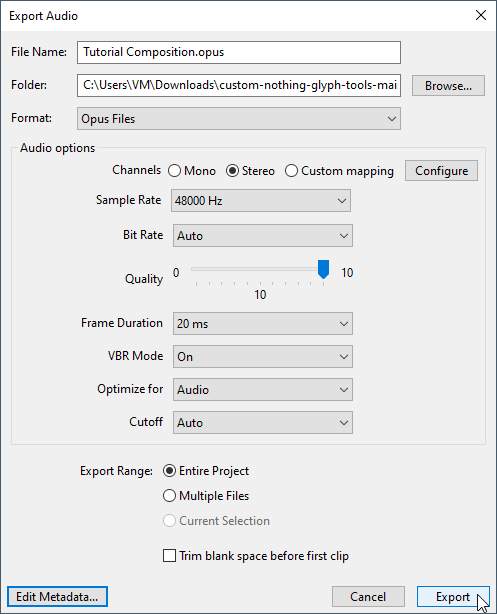 Export Audio
File Name: Tutorial Composition.opus
Folder: C:\Users\VM\Downloads\custom-nothing-glyph-tools-mai Browse...
Format: Opus Files
Audio options
Channels Mono Stereo Custom mapping Configure
Sample Rate 48000 Hz
Bit Rate Auto
Quality 0 10
10
Frame Duration 20 ms
VBR Mode On
Optimize for Audio
Cutoff Auto
Export Range: Entire Project
Multiple Files
Current Selection
Trim blank space before first clip
Edit Metadata... Cancel Export